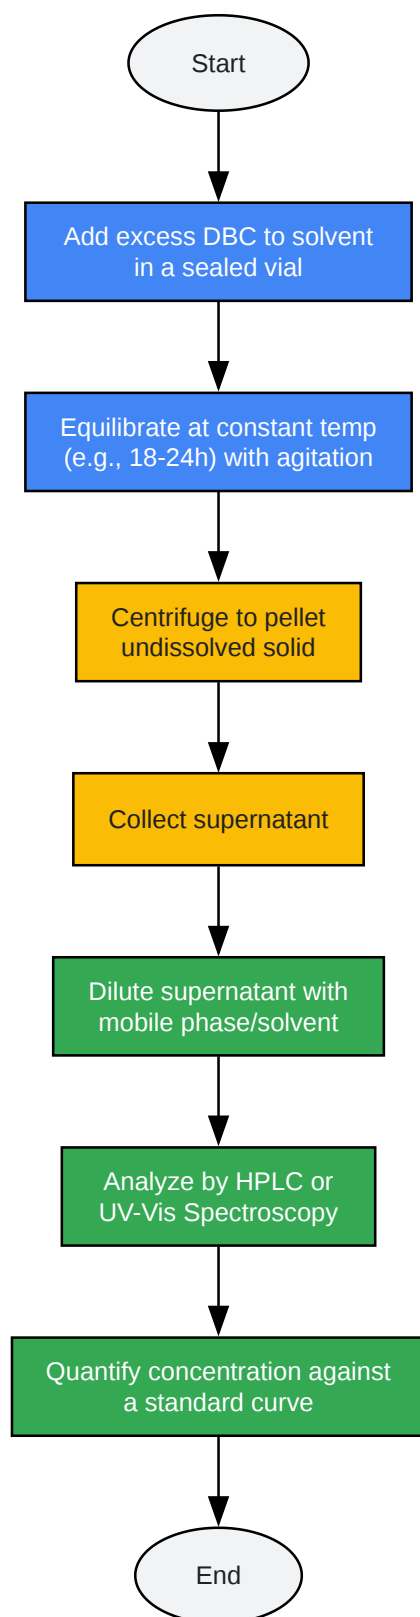 Start
Add excess DBC to solvent
in a sealed vial
Equilibrate at constant temp
(e.g., 18-24h) with agitation
Centrifuge to pellet
undissolved solid
Collect supernatant
Dilute supernatant with
mobile phase/solvent
Analyze by HPLC or
UV-Vis Spectroscopy
Quantify concentration against
a standard curve
End